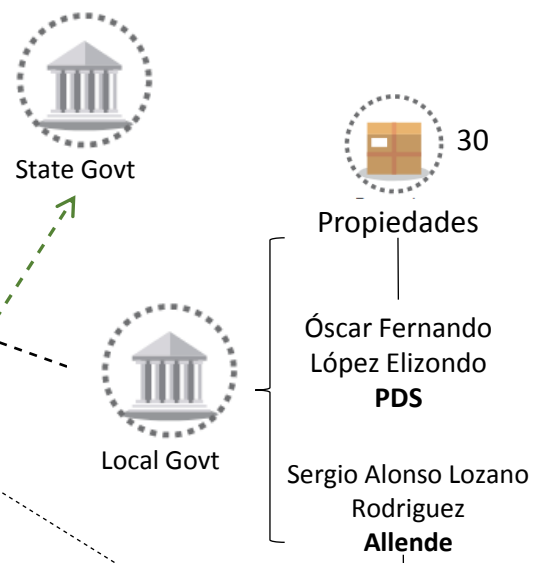 State Govt
30
Propiedades
Óscar Fernando
López Elizondo
PDS
Local Govt
Sergio Alonso Lozano
Rodriguez
Allende